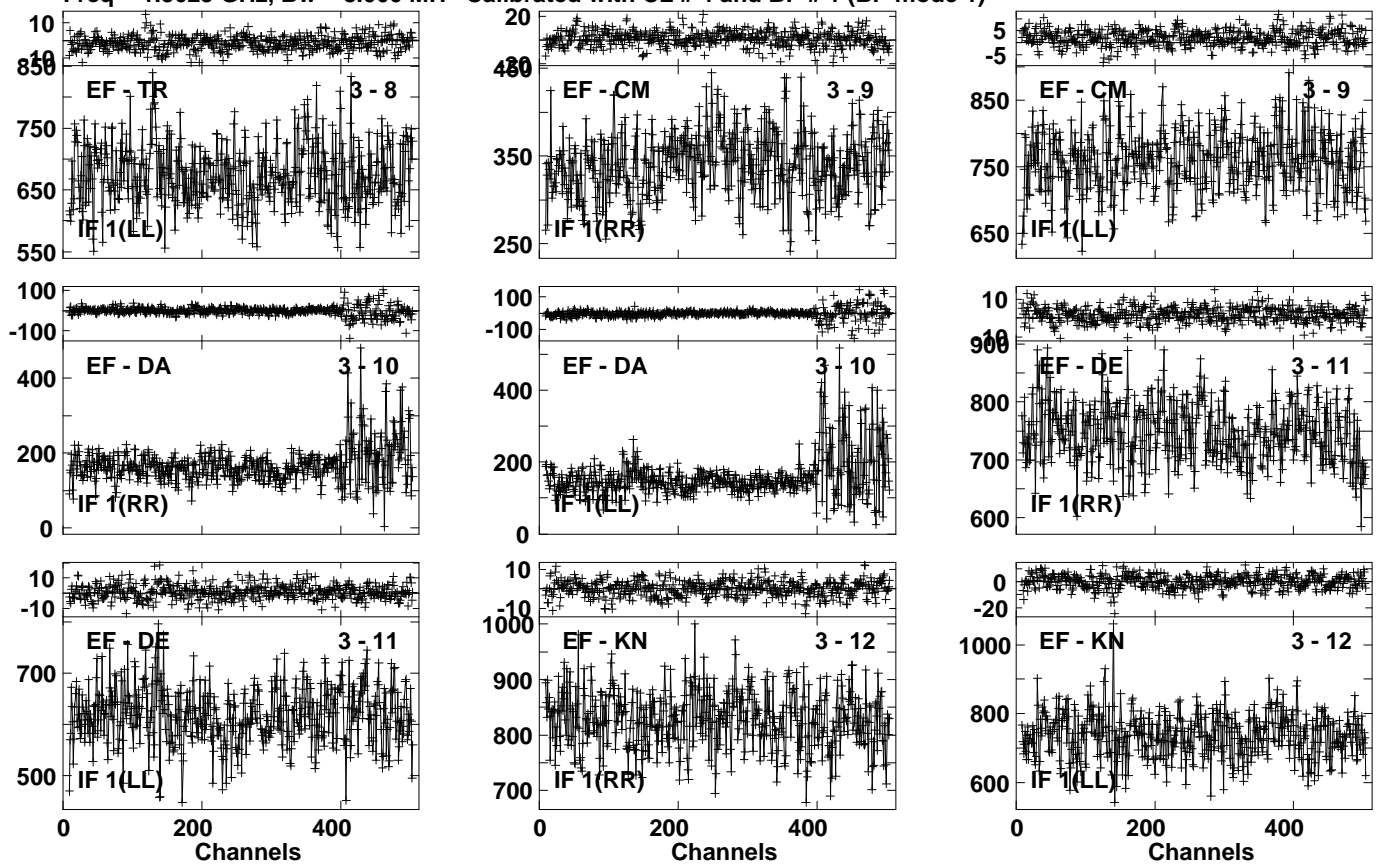 10
-10
850
750
650
550
EF - TR 3 - 8
IF 1(LL)
20
-20
450
350
250
EF - CM 3 - 9
IF 1(RR)
5
-5
850
750
650
EF - CM 3 - 9
IF 1(LL)
100
-100
400
200
0
EF - DA 3 - 10
IF 1(RR)
100
-100
400
200
0
EF - DA 3 - 10
IF 1(LL)
10
-10
900
800
700
600
EF - DE 3 - 11
IF 1(RR)
10
-10
700
500
EF - DE 3 - 11
IF 1(LL)
0 200 400
Channels
10
-10
1000
900
800
700
EF - KN 3 - 12
IF 1(RR)
0 200 400
Channels
0
-20
1000
800
600
EF - KN 3 - 12
IF 1(LL)
0 200 400
Channels